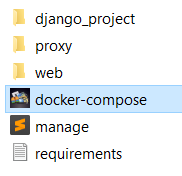 django_project
proxy
web
docker-compose
manage
requirements